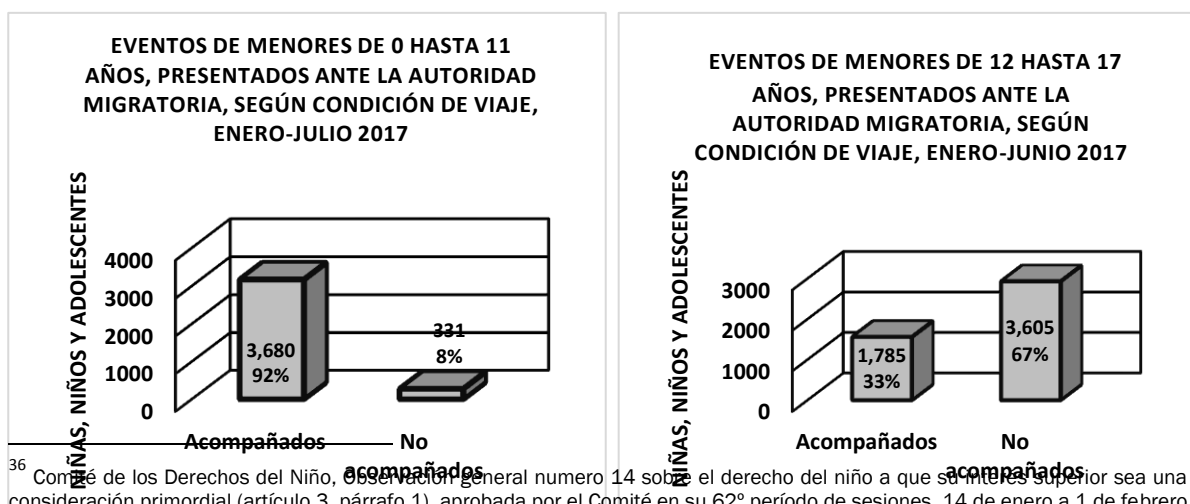 EVENTOS DE MENORES DE 0 HASTA 11
AÑOS, PRESENTADOS ANTE LA AUTORIDAD
MIGRATORIA, SEGÚN CONDICIÓN DE VIAJE,
ENERO-JULIO 2017
NIÑAS, NIÑOS Y ADOLESCENTES
4000
3000
2000
1000
0
3,680
92%
331
8%
Acompañados
No
acompañados
EVENTOS DE MENORES DE 12 HASTA 17
AÑOS, PRESENTADOS ANTE LA
AUTORIDAD MIGRATORIA, SEGÚN
CONDICIÓN DE VIAJE, ENERO-JUNIO 2017
NIÑAS, NIÑOS Y ADOLESCENTES
3000
2000
1000
0
1,785
33%
3,605
67%
Acompañados
No
acompañados
36 Comité de los Derechos del Niño, Observación general numero 14 sobre el derecho del niño a que su interés superior sea una
consideración primordial (artículo 3, párrafo 1), aprobada por el Comité en su 62º período de sesiones, 14 de enero a 1 de febrero